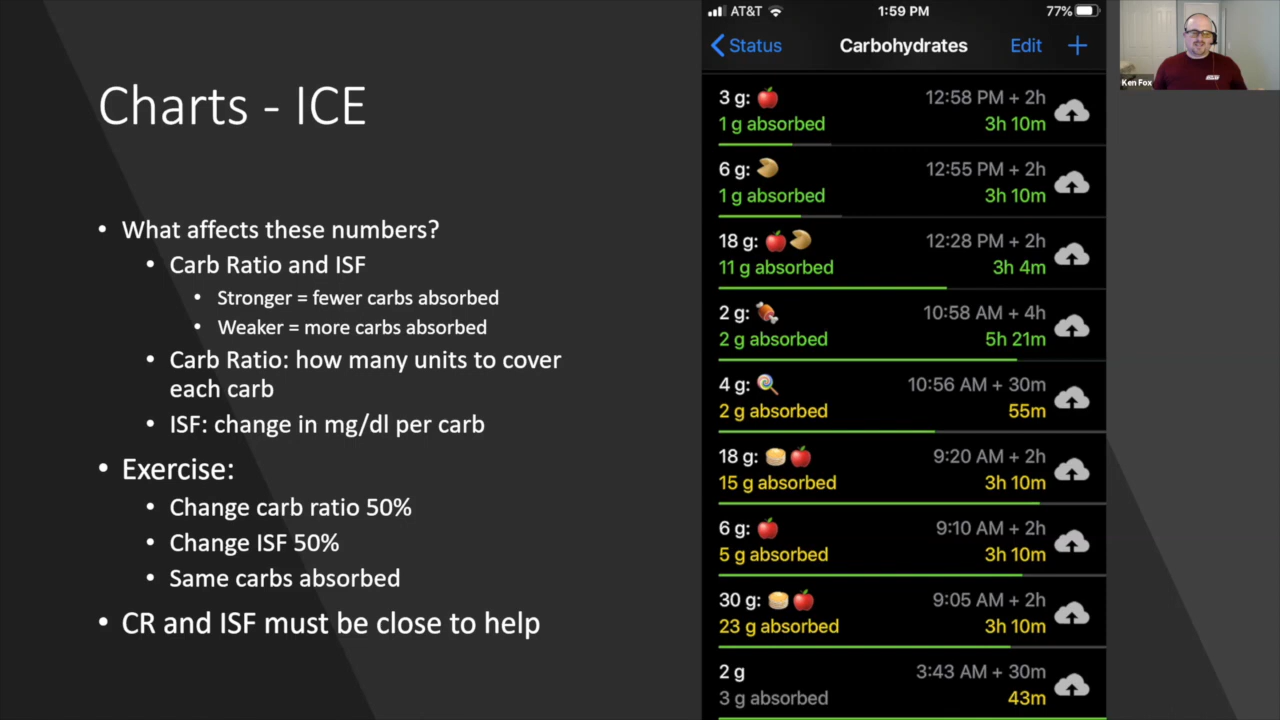 Charts - ICE
• What affects these numbers?
• Carb Ratio and ISF
• Stronger = fewer carbs absorbed
• Weaker = more carbs absorbed
• Carb Ratio: how many units to cover
each carb
• ISF: change in mg/dl per carb
• Exercise:
• Change carb ratio 50%
• Change ISF 50%
• Same carbs absorbed
• CR and ISF must be close to help
AT&T 1:59 PM 77%
Status Carbohydrates Edit +
3 g: 🍎 12:58 PM + 2h
1 g absorbed 3h 10m
6 g: 🥠 12:55 PM + 2h
1 g absorbed 3h 10m
18 g: 🍎🥠 12:28 PM + 2h
11 g absorbed 3h 4m
2 g: 🍖 10:58 AM + 4h
2 g absorbed 5h 21m
4 g: 🍭 10:56 AM + 30m
2 g absorbed 55m
18 g: 🥞🍎 9:20 AM + 2h
15 g absorbed 3h 10m
6 g: 🍎 9:10 AM + 2h
5 g absorbed 3h 10m
30 g: 🥞🍎 9:05 AM + 2h
23 g absorbed 3h 10m
2 g 3:43 AM + 30m
3 g absorbed 43m
Ken Fox